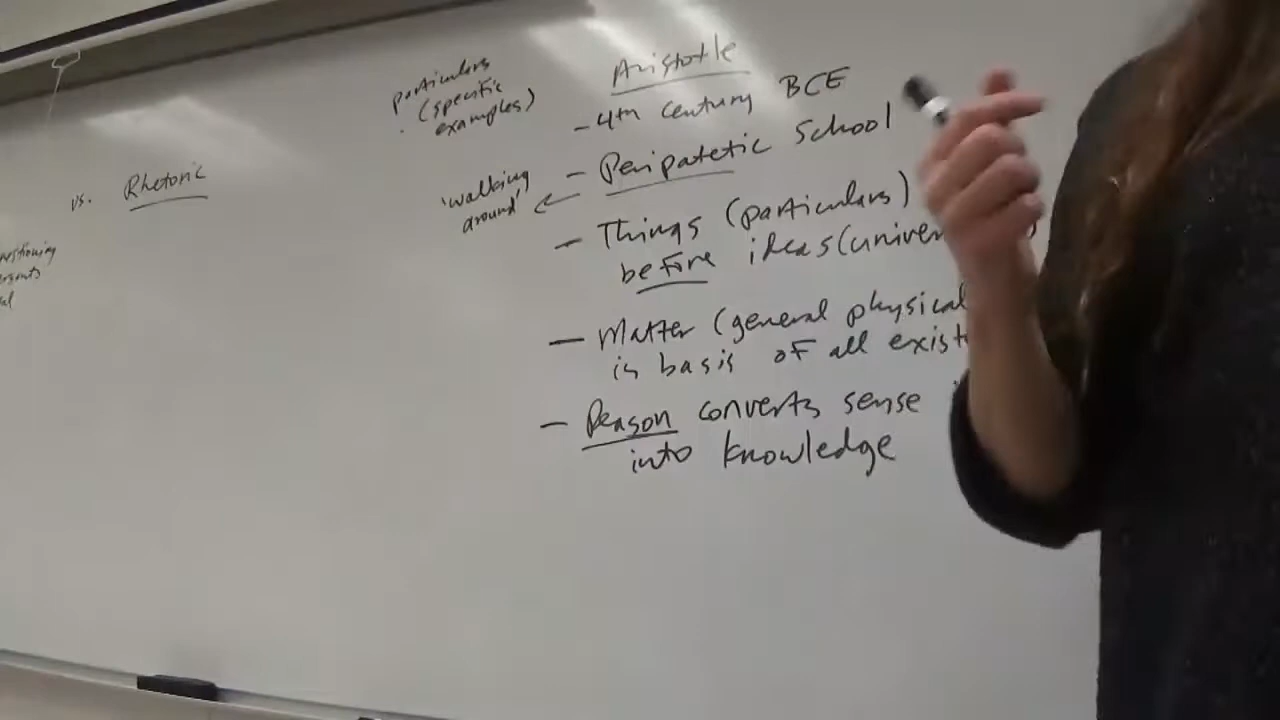 vs. Rhetoric
particulars
(specific
examples)
'walking
around'
Aristotle
- 4th century BCE
- Peripatetic School
- Things (particulars)
before ideas (univer
- Matter (general physical
is basis of all exist
- Reason converts sense
into knowledge